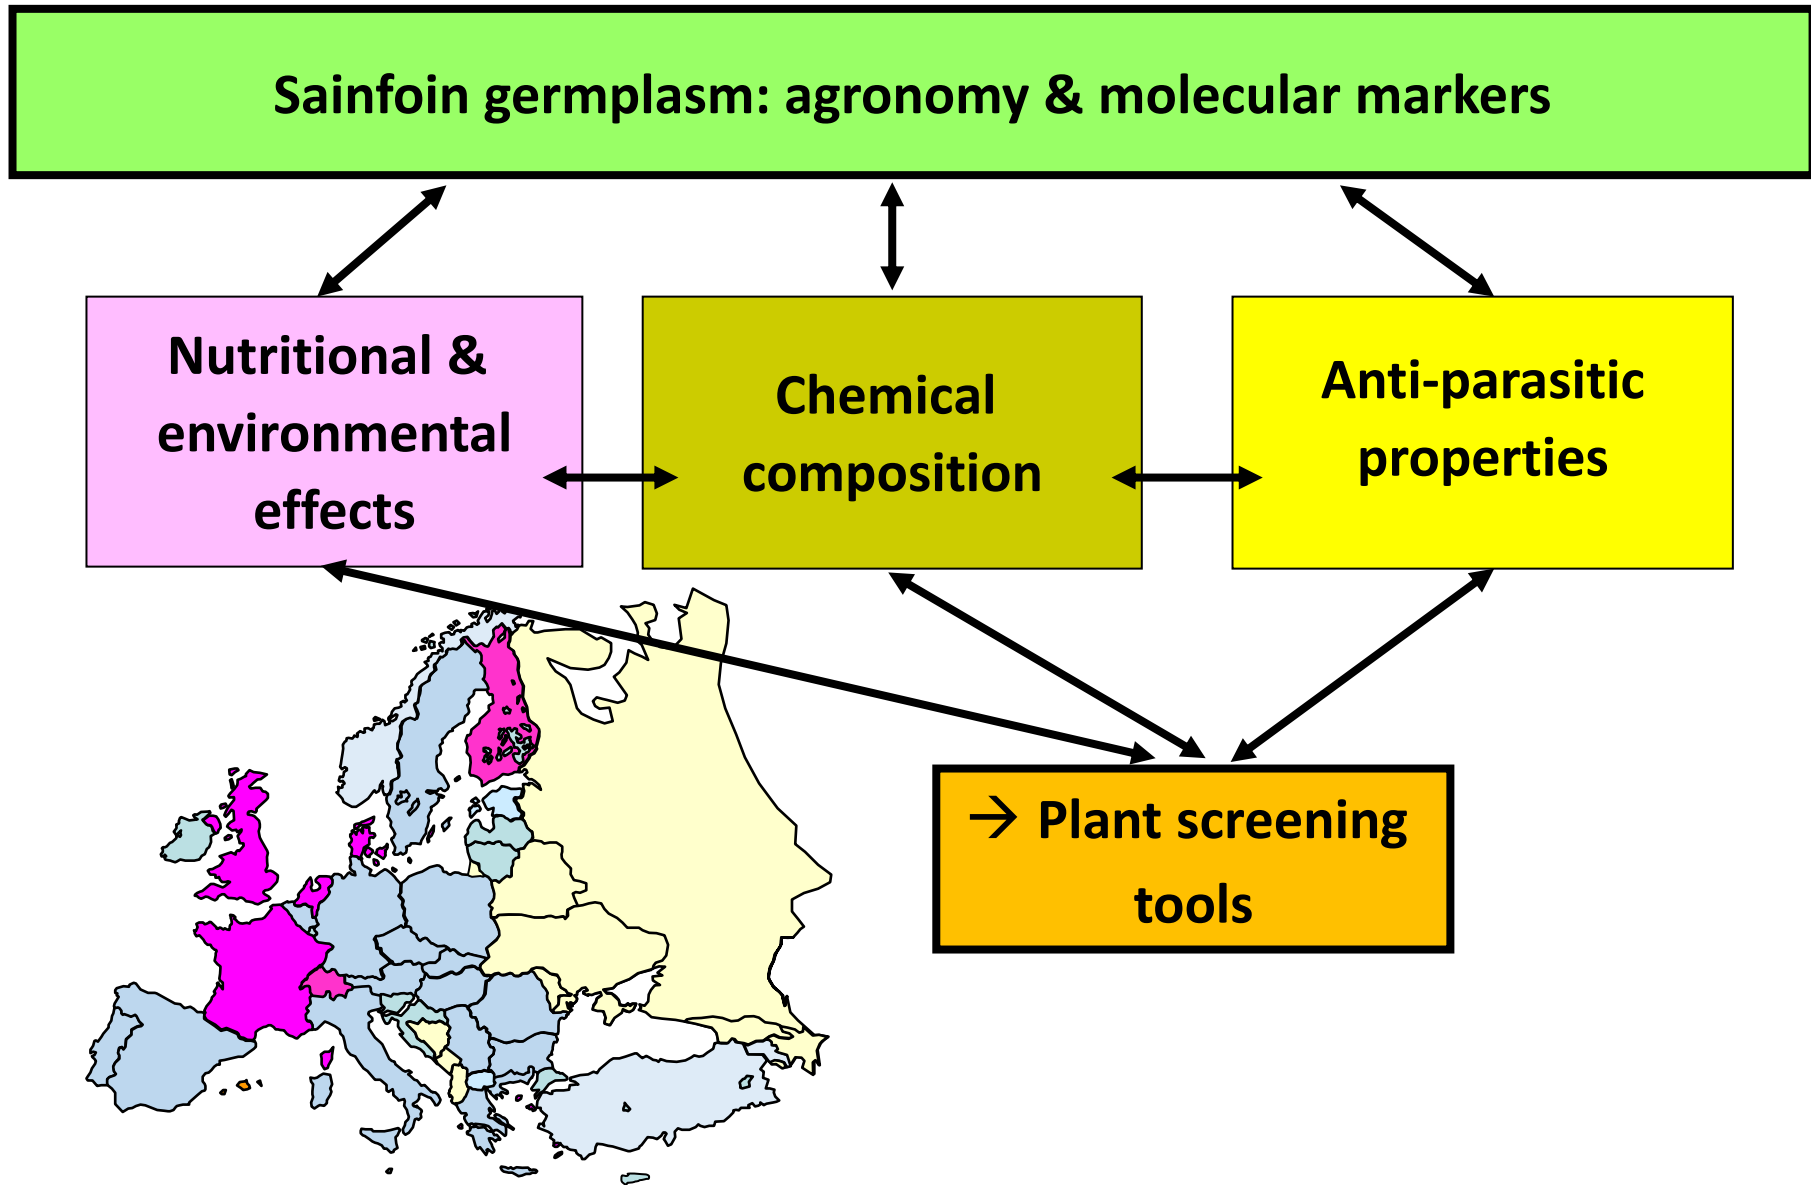 Sainfoin germplasm: agronomy & molecular markers
Nutritional &
environmental
effects
Chemical
composition
Anti-parasitic
properties
→ Plant screening
tools